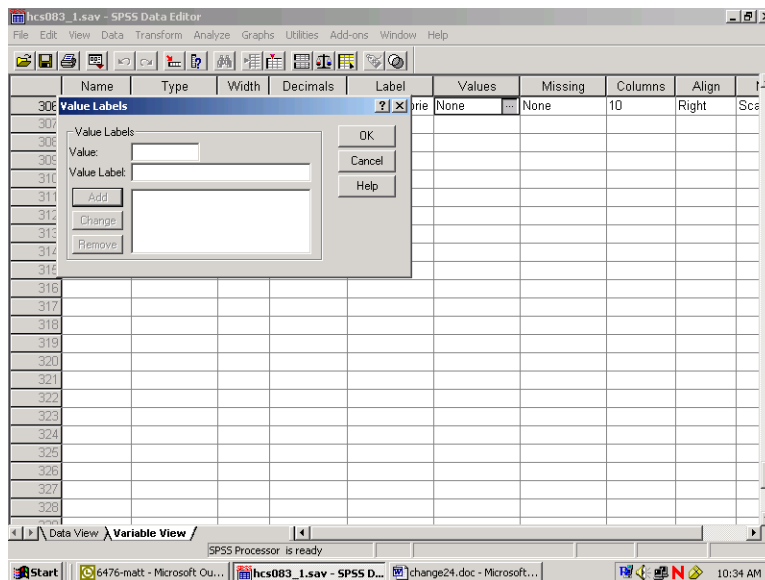 hcs083_1.sav - SPSS Data Editor
File Edit View Data Transform Analyze Graphs Utilities Add-ons Window Help
Name Type Width Decimals Label Values Missing Columns Align
306 Value Labels None None 10 Right Sca
307
308
309
310
311
312
313
314
315
Value Labels
Value:
Value Label:
Add
Change
Remove
OK
Cancel
Help
316
317
318
319
320
321
322
323
324
325
326
327
328
Data View Variable View
SPSS Processor is ready
Start 6476-matt - Microsoft Ou... hcs083_1.sav - SPSS D... change24.doc - Microsoft... 10:34 AM